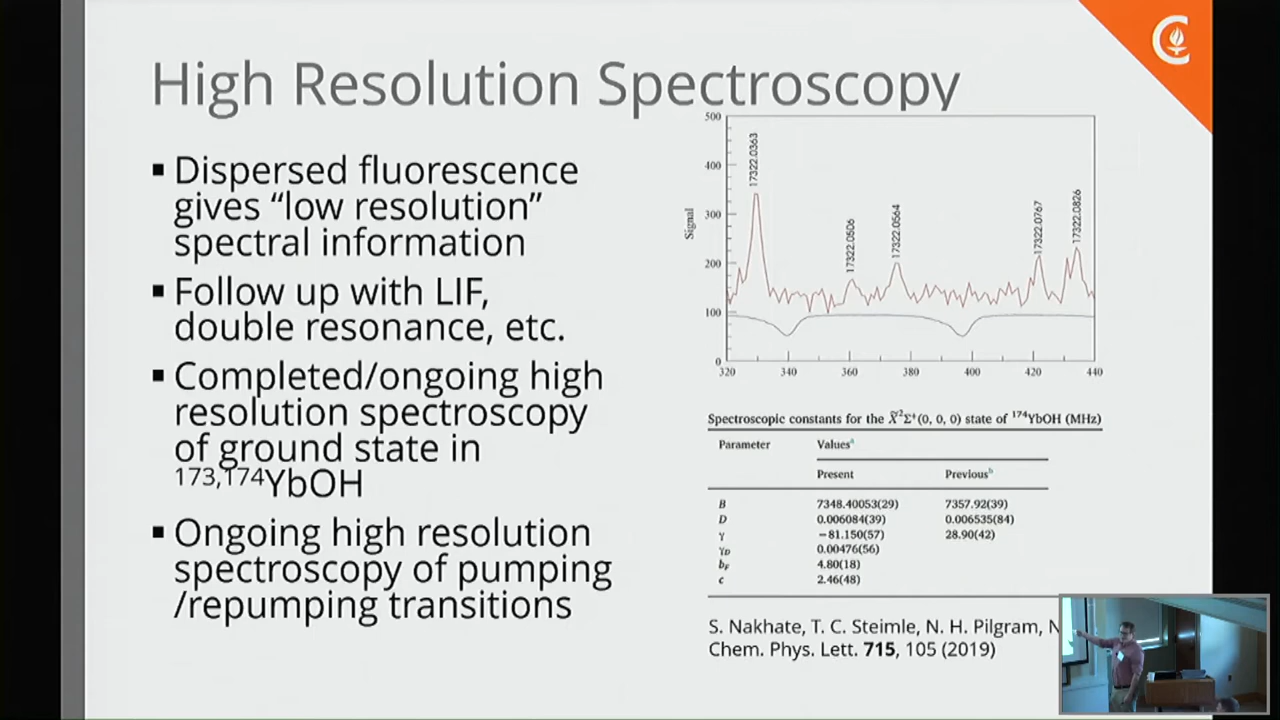 High Resolution Spectroscopy
▪ Dispersed fluorescence
gives “low resolution”
spectral information
▪ Follow up with LIF,
double resonance, etc.
▪ Completed/ongoing high
resolution spectroscopy
of ground state in
173,174YbOH
▪ Ongoing high resolution
spectroscopy of pumping
/repumping transitions
500
400
300
200
100
0
Signal
17322.0363
17322.0506
17322.0564
17322.0767
17322.0826
320 340 360 380 400 420 440
Spectroscopic constants for the X̃²Σ⁺(0, 0, 0) state of ¹⁷⁴YbOH (MHz)
Parameter Valuesᵃ
Present Previousᵇ
B 7348.40053(29) 7357.92(39)
D 0.006084(39) 0.006535(84)
γ −81.150(57) 28.90(42)
γD 0.00476(56)
bF 4.80(18)
c 2.46(48)
S. Nakhate, T. C. Steimle, N. H. Pilgram, N
Chem. Phys. Lett. 715, 105 (2019)